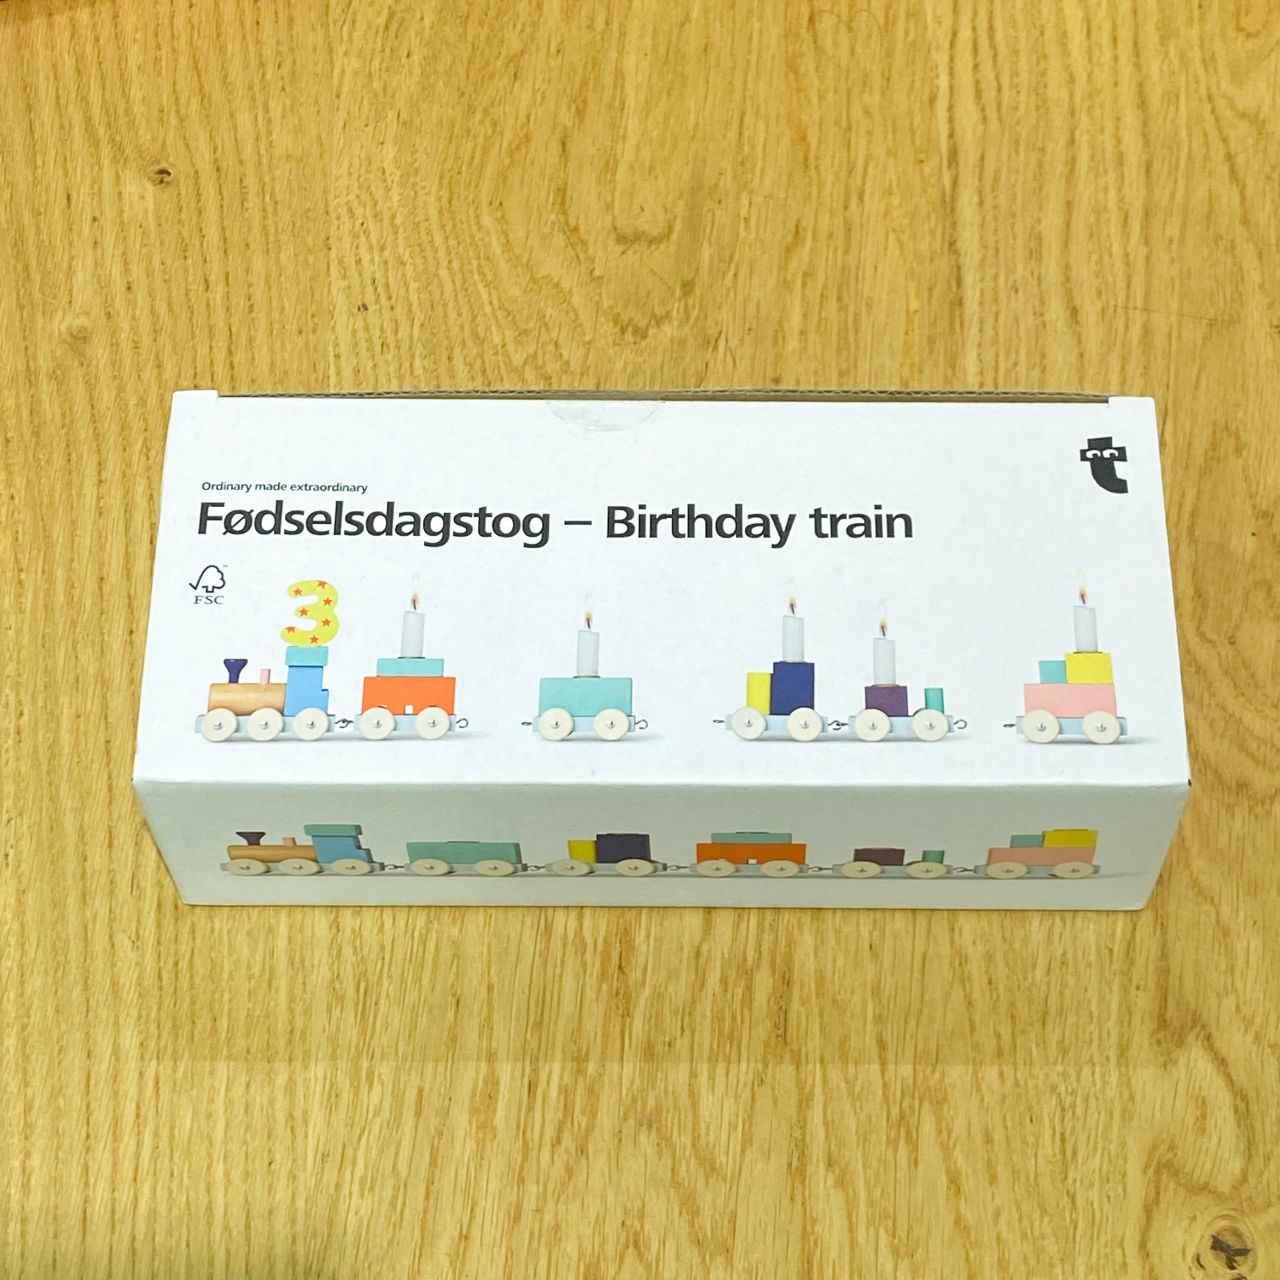 Ordinary made extraordinary
Fødselsdagstog – Birthday train
FSC
3
t